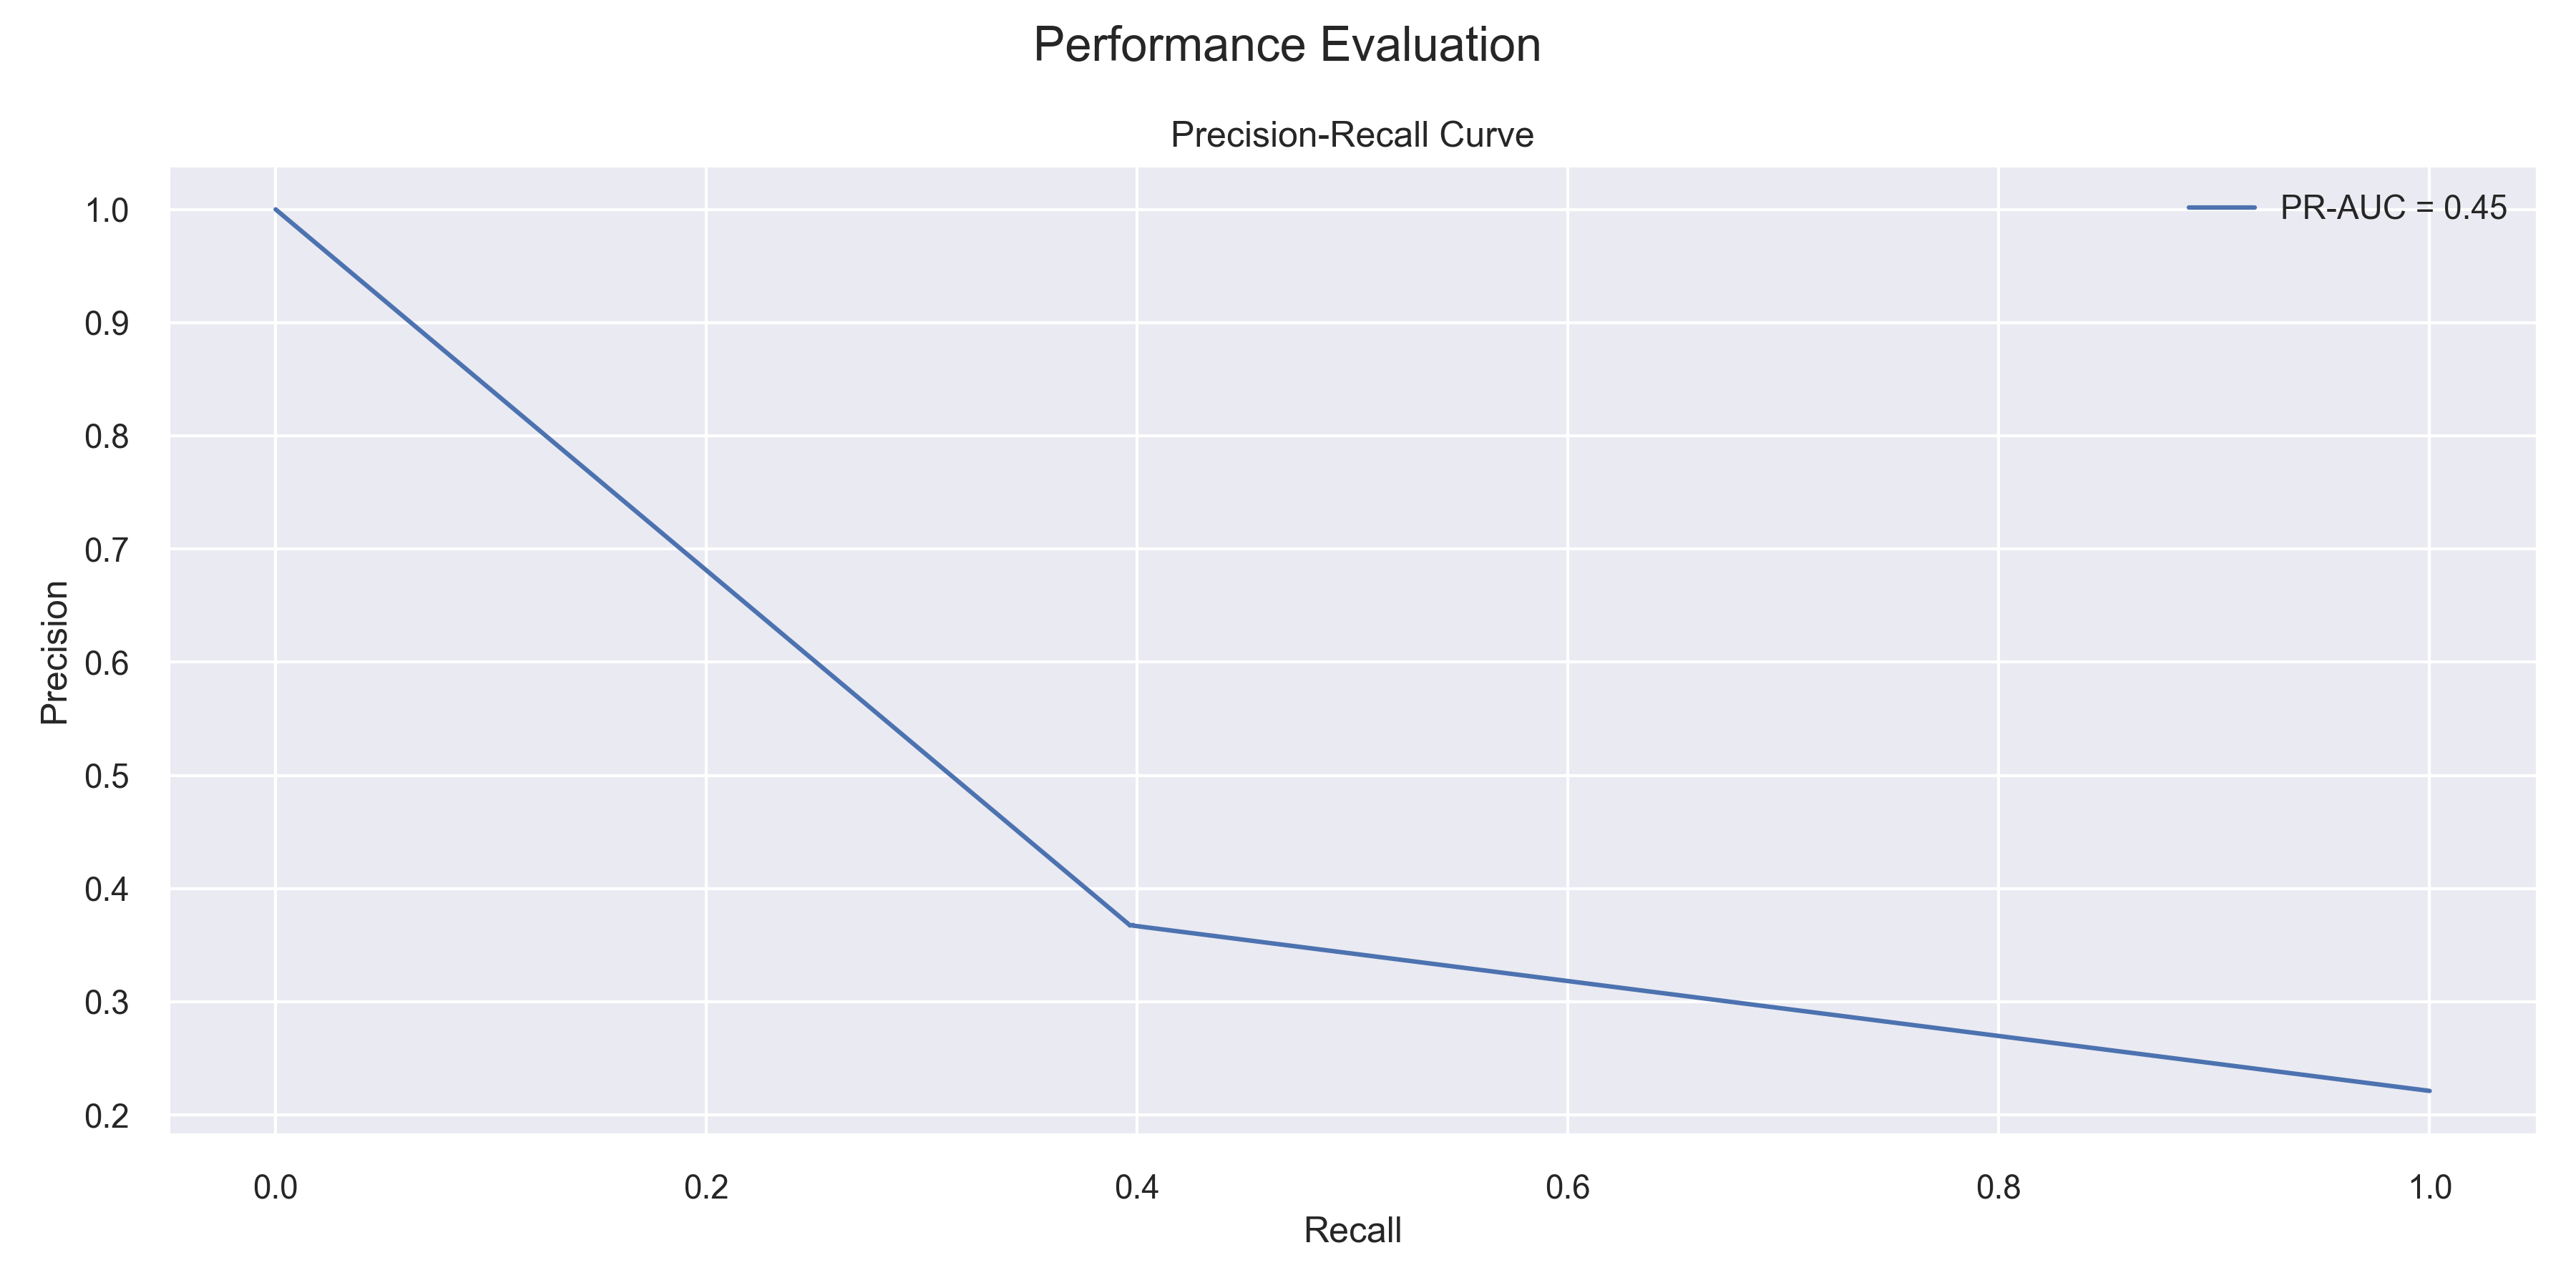 Performance Evaluation
Precision-Recall Curve
PR-AUC = 0.45
Precision
1.0
0.9
0.8
0.7
0.6
0.5
0.4
0.3
0.2
0.0 0.2 0.4 0.6 0.8 1.0
Recall